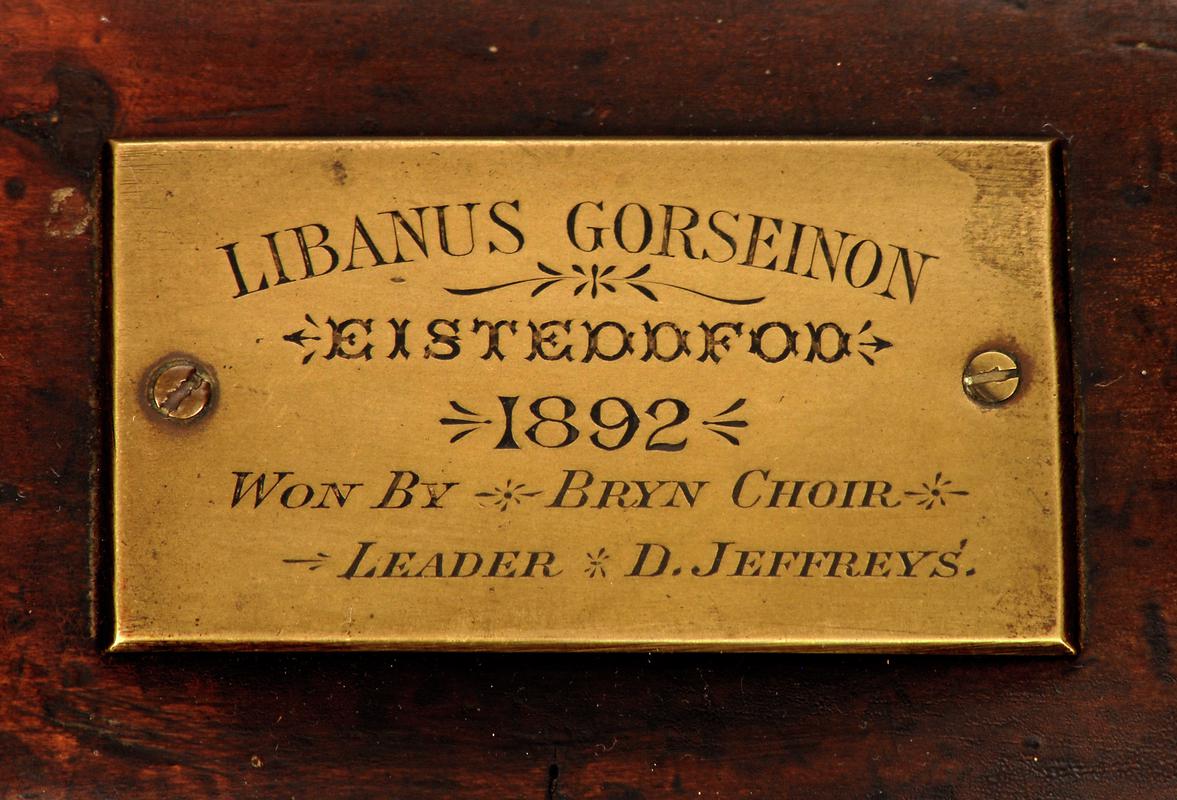 LIBANUS GORSEINON
EISTEDDFOD
1892
WON BY BRYN CHOIR
LEADER D. JEFFREYS'.